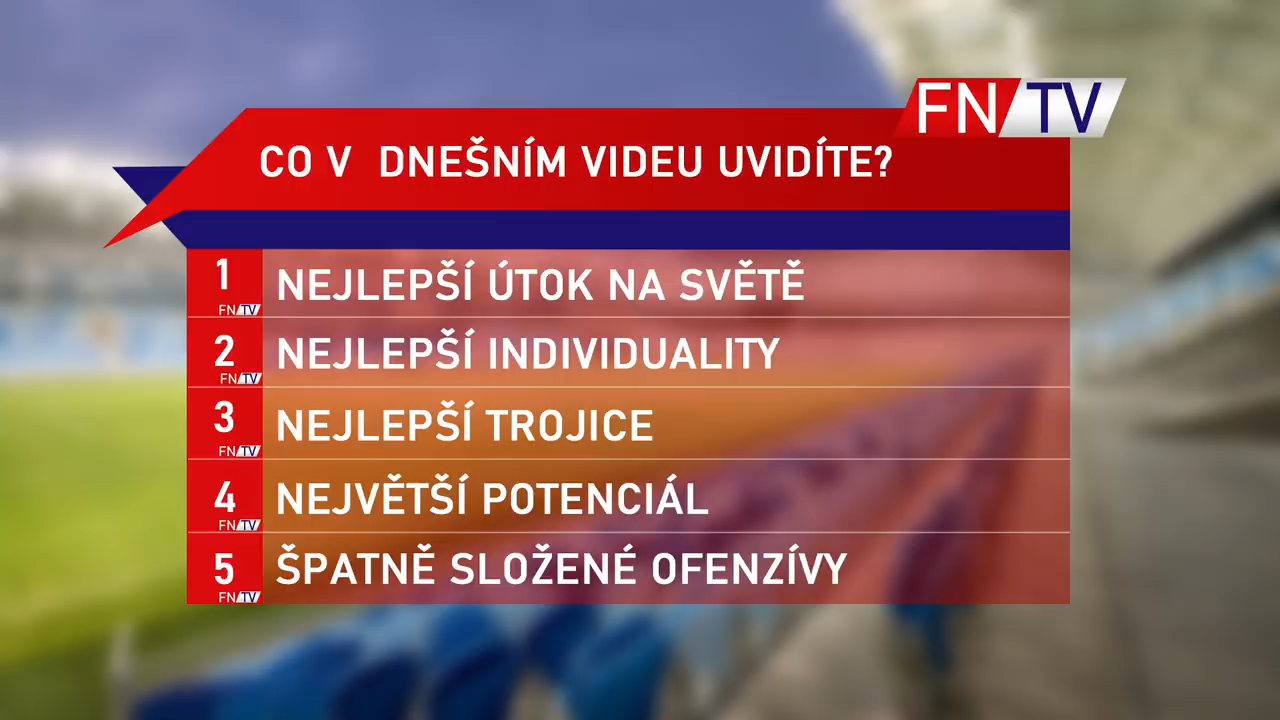 FN/TV
CO V  DNEŠNÍM VIDEU UVIDÍTE?
1 NEJLEPŠÍ ÚTOK NA SVĚTĚ
FN/TV
2 NEJLEPŠÍ INDIVIDUALITY
FN/TV
3 NEJLEPŠÍ TROJICE
FN/TV
4 NEJVĚTŠÍ POTENCIÁL
FN/TV
5 ŠPATNĚ SLOŽENÉ OFENZÍVY
FN/TV